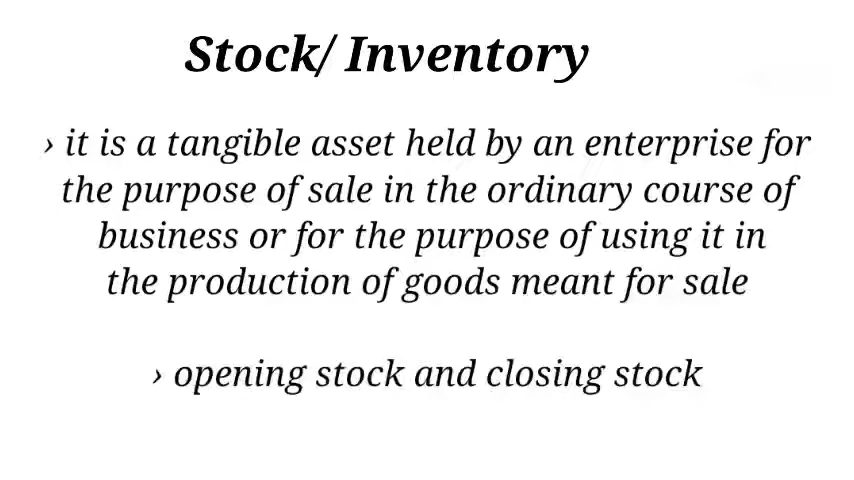 Stock/ Inventory
› it is a tangible asset held by an enterprise for
the purpose of sale in the ordinary course of
business or for the purpose of using it in
the production of goods meant for sale
› opening stock and closing stock